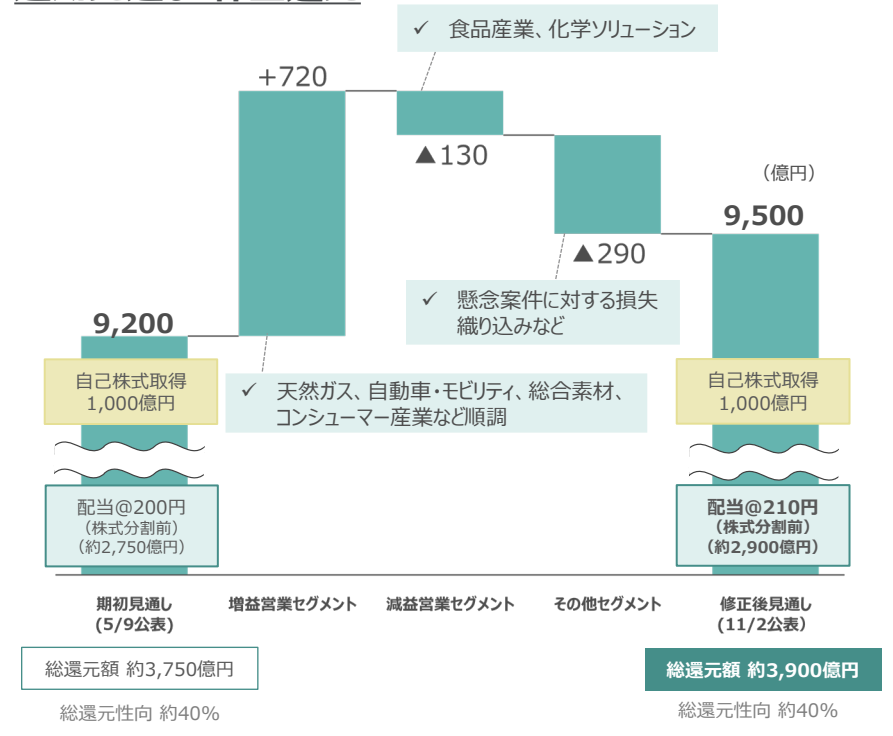 ✓ 食品産業、化学ソリューション
+720
▲130
（億円）
9,500
▲290
✓ 懸念案件に対する損失
織り込みなど
9,200
自己株式取得
1,000億円
✓ 天然ガス、自動車・モビリティ、総合素材、
コンシューマー産業など順調
自己株式取得
1,000億円
配当@200円
（株式分割前）
（約2,750億円）
配当@210円
（株式分割前）
（約2,900億円）
期初見通し
(5/9公表)
増益営業セグメント
減益営業セグメント
その他セグメント
修正後見通し
(11/2公表）
総還元額 約3,750億円
総還元性向 約40%
総還元額 約3,900億円
総還元性向 約40%